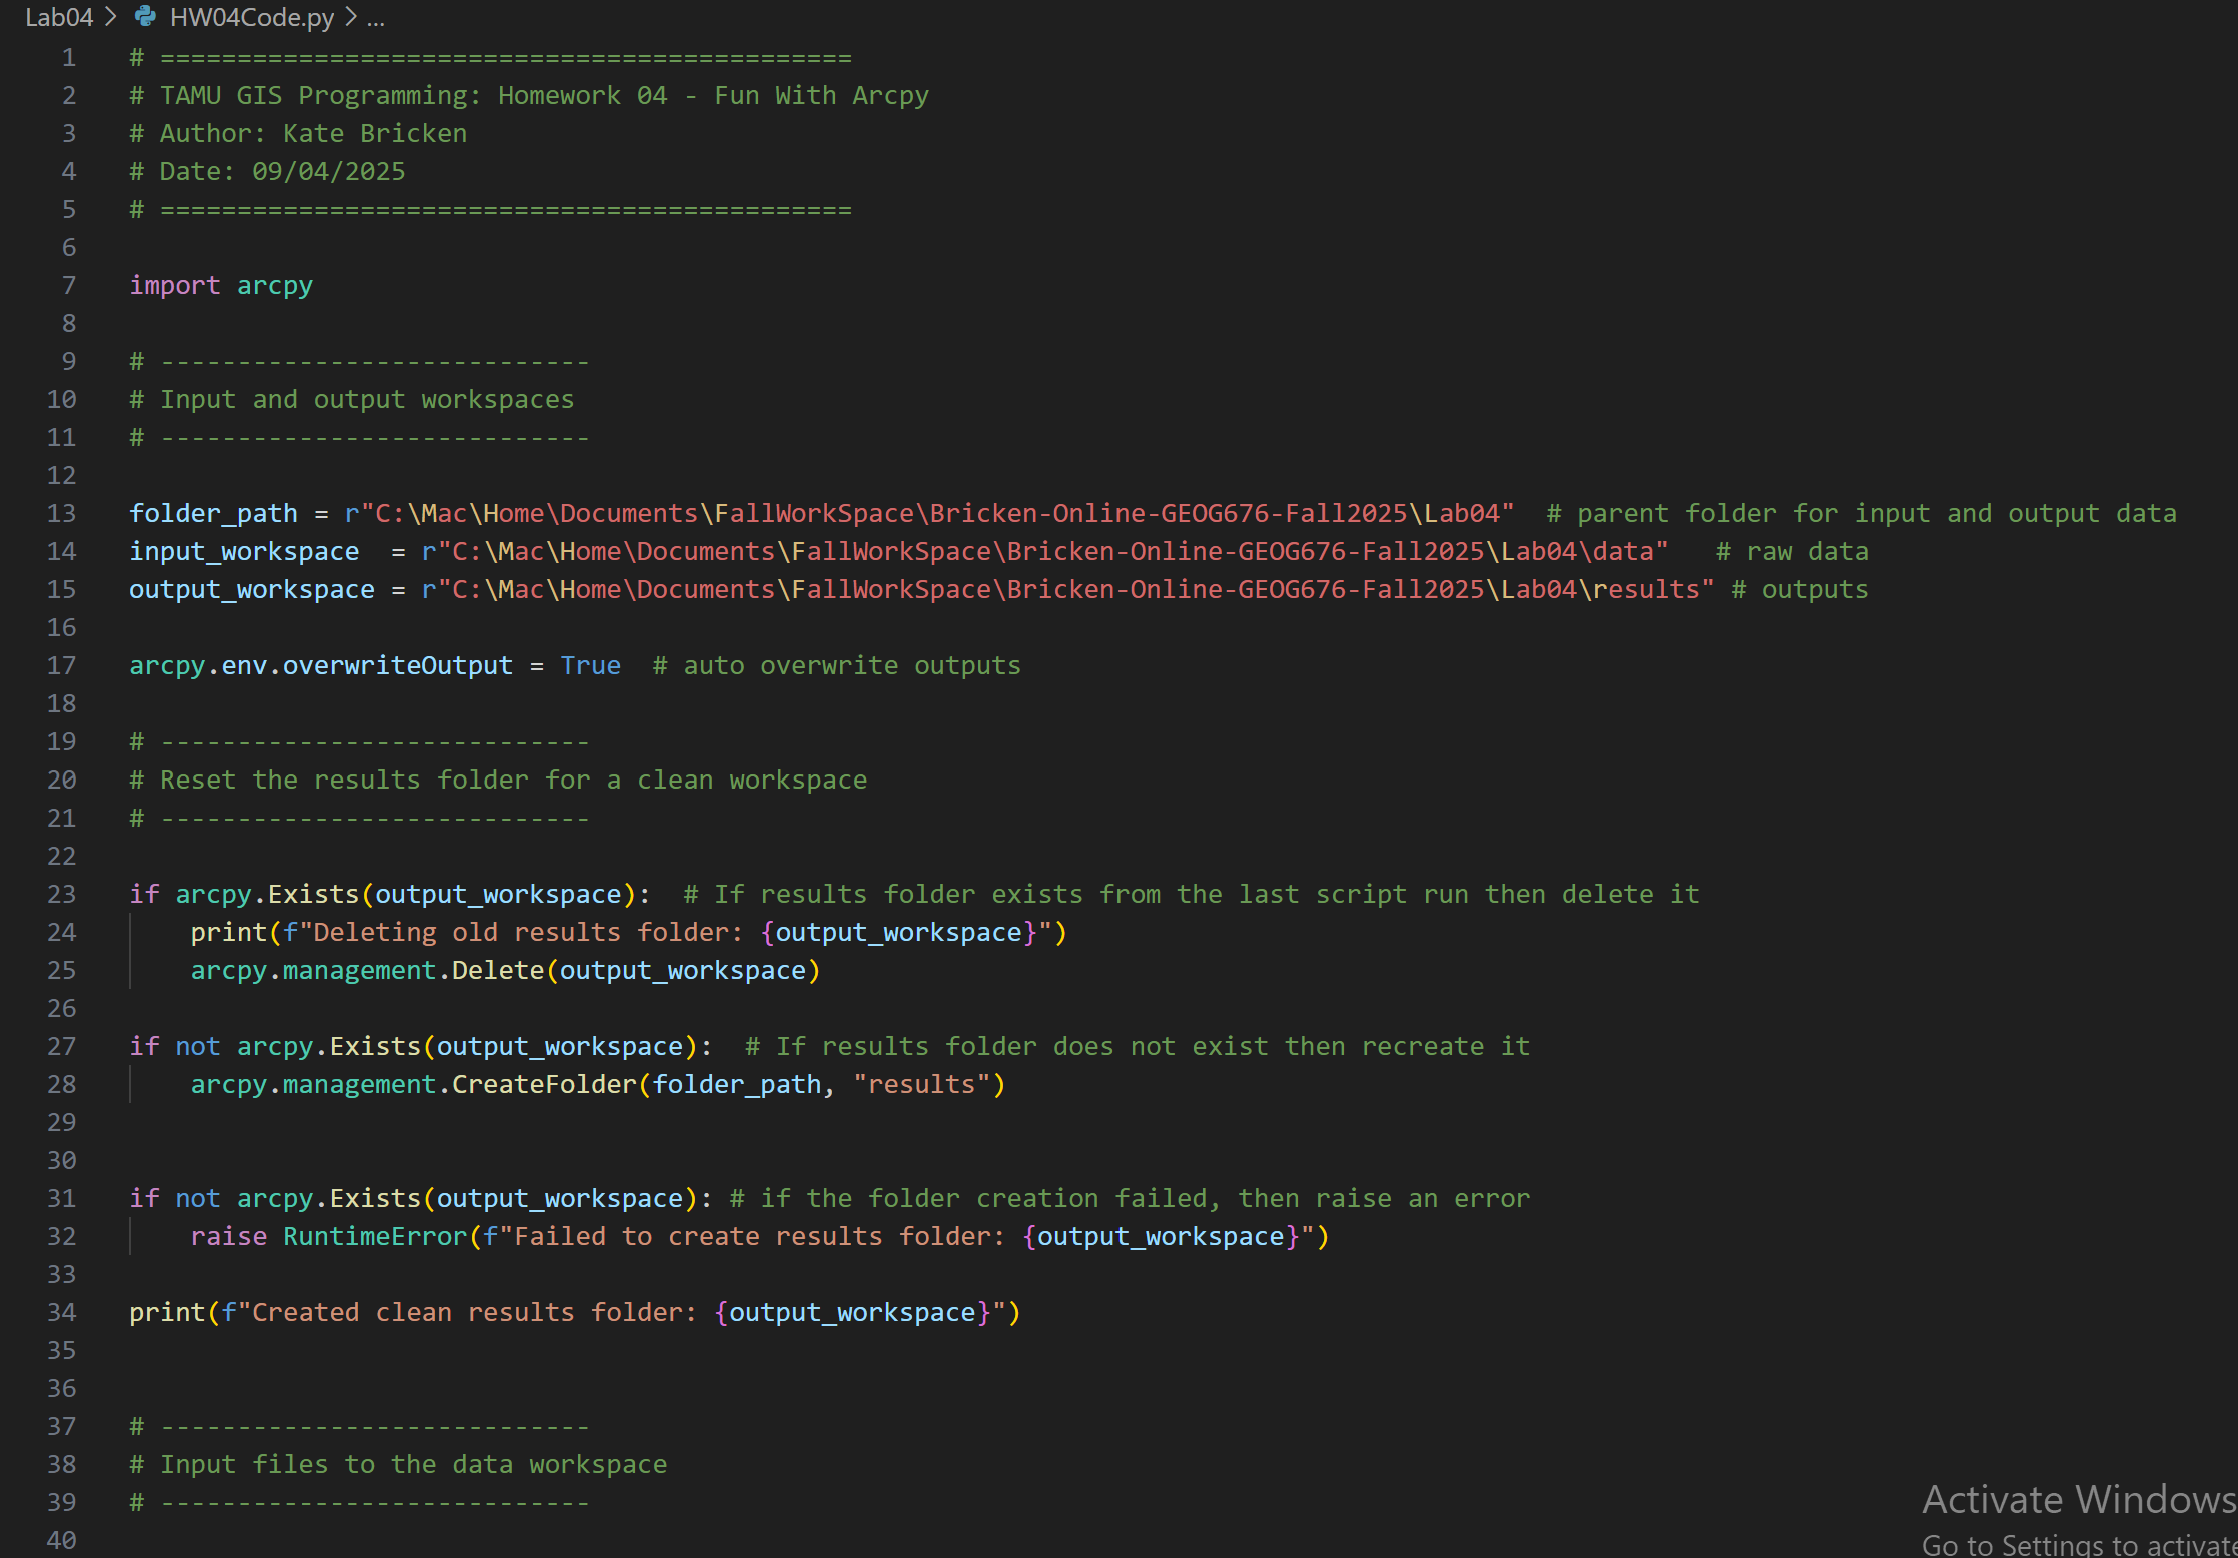 Lab04 > HW04Code.py > ...
1 # =============================================
2 # TAMU GIS Programming: Homework 04 - Fun With Arcpy
3 # Author: Kate Bricken
4 # Date: 09/04/2025
5 # =============================================
6
7 import arcpy
8
9 # ----------------------------
10 # Input and output workspaces
11 # ----------------------------
12
13 folder_path = r"C:\Mac\Home\Documents\FallWorkSpace\Bricken-Online-GEOG676-Fall2025\Lab04"  # parent folder for input and output data
14 input_workspace  = r"C:\Mac\Home\Documents\FallWorkSpace\Bricken-Online-GEOG676-Fall2025\Lab04\data"   # raw data
15 output_workspace = r"C:\Mac\Home\Documents\FallWorkSpace\Bricken-Online-GEOG676-Fall2025\Lab04\results" # outputs
16
17 arcpy.env.overwriteOutput = True  # auto overwrite outputs
18
19 # ----------------------------
20 # Reset the results folder for a clean workspace
21 # ----------------------------
22
23 if arcpy.Exists(output_workspace):  # If results folder exists from the last script run then delete it
24     print(f"Deleting old results folder: {output_workspace}")
25     arcpy.management.Delete(output_workspace)
26
27 if not arcpy.Exists(output_workspace):  # If results folder does not exist then recreate it
28     arcpy.management.CreateFolder(folder_path, "results")
29
30
31 if not arcpy.Exists(output_workspace): # if the folder creation failed, then raise an error
32     raise RuntimeError(f"Failed to create results folder: {output_workspace}")
33
34 print(f"Created clean results folder: {output_workspace}")
35
36
37 # ----------------------------
38 # Input files to the data workspace
39 # ----------------------------
40
Activate Windows
Go to Settings to activate